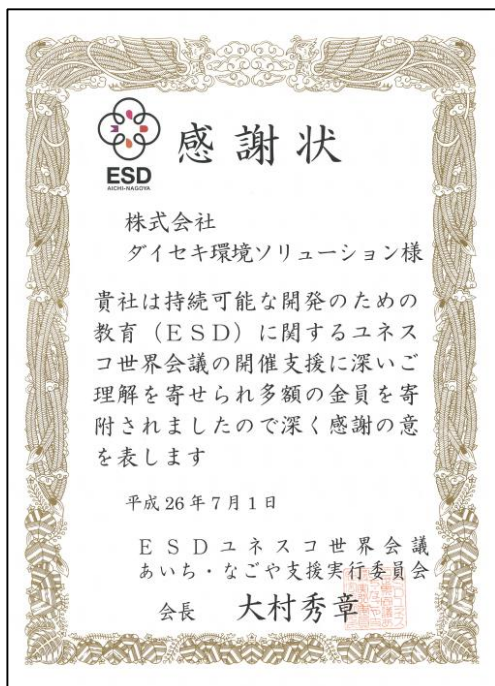 感謝状
ESD
AICHI-NAGOYA
株式会社
ダイセキ環境ソリューション様
貴社は持続可能な開発のための
教育(ESD)に関するユネス
コ世界会議の開催支援に深いご
理解を寄せられ多額の金員を寄
附されましたので深く感謝の意
を表します
平成26年7月1日
ESDユネスコ世界会議
あいち・なごや支援実行委員会
会長 大村秀章